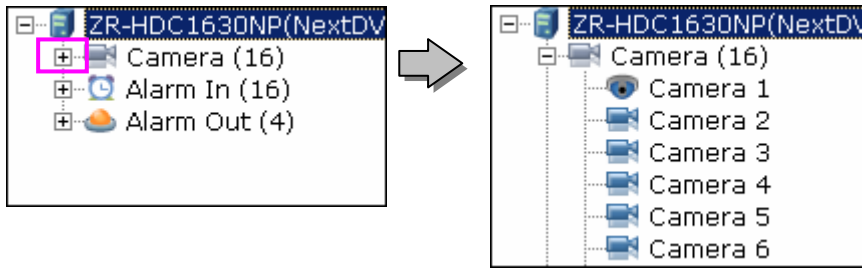 ZR-HDC1630NP(NextDV
Camera (16)
Alarm In (16)
Alarm Out (4)
ZR-HDC1630NP(NextDV
Camera (16)
Camera 1
Camera 2
Camera 3
Camera 4
Camera 5
Camera 6